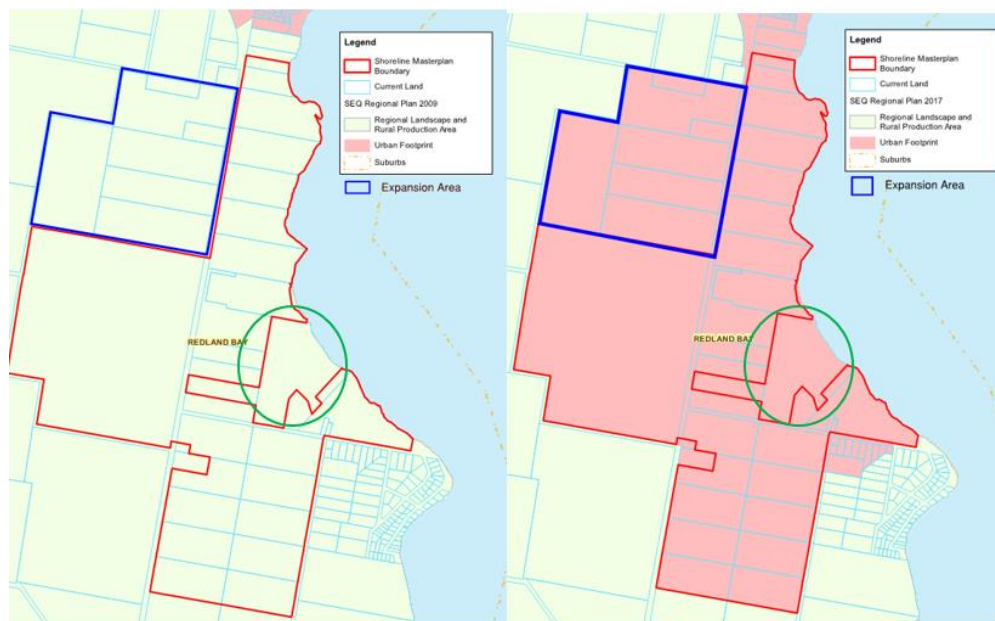 Legend
Shoreline Masterplan
Boundary
Current Land
SEQ Regional Plan 2009
Regional Landscape and
Rural Production Area
Urban Footprint
Suburbs
Expansion Area
REDLAND BAY
Legend
Shoreline Masterplan
Boundary
Current Land
SEQ Regional Plan 2017
Regional Landscape and
Rural Production Area
Urban Footprint
Suburbs
Expansion Area
REDLAND BAY